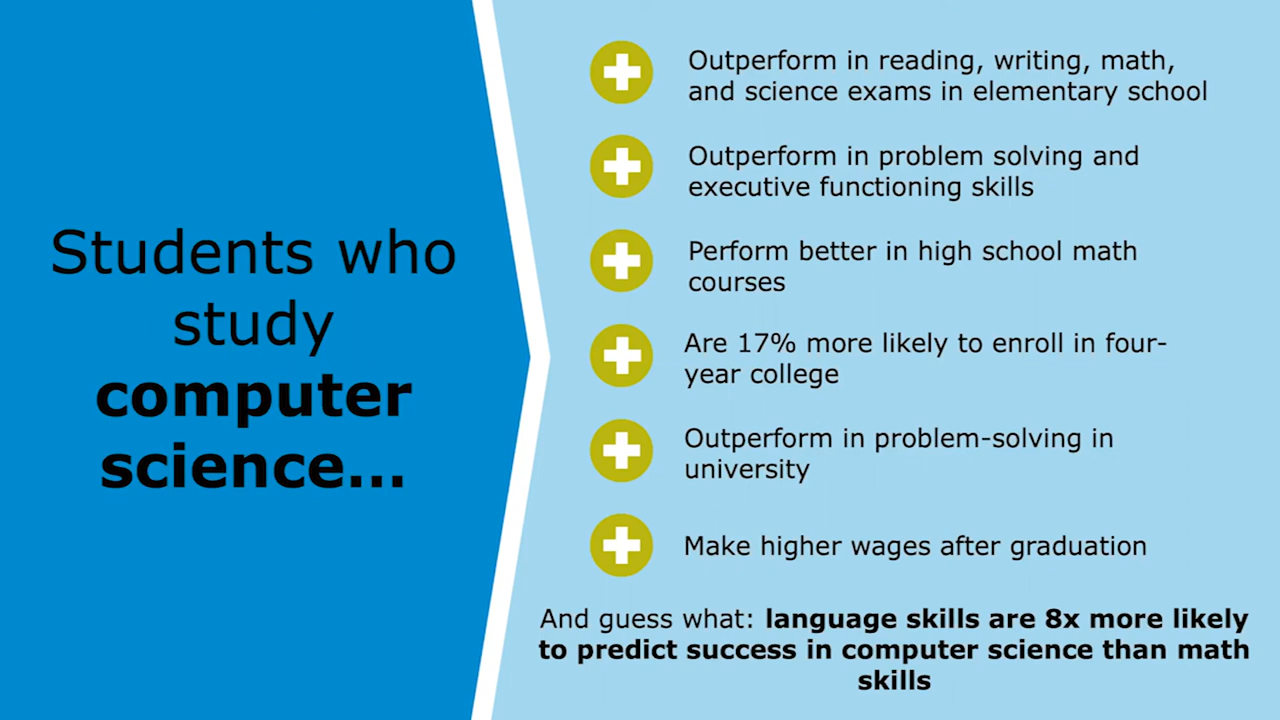 Students who
study
computer
science...
Outperform in reading, writing, math,
and science exams in elementary school
Outperform in problem solving and
executive functioning skills
Perform better in high school math
courses
Are 17% more likely to enroll in four-
year college
Outperform in problem-solving in
university
Make higher wages after graduation
And guess what: language skills are 8x more likely
to predict success in computer science than math
skills